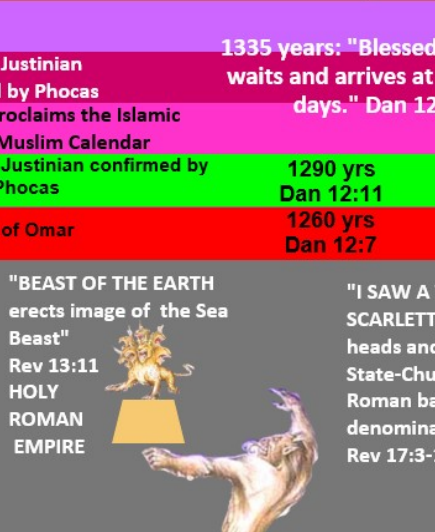 Justinian
by Phocas
roclaims the Islamic
Muslim Calendar
Justinian confirmed by
Phocas
of Omar
1335 years: "Blessed
waits and arrives at
days." Dan 12
1290 yrs
Dan 12:11
1260 yrs
Dan 12:7
"BEAST OF THE EARTH
erects image of the Sea
Beast"
Rev 13:11
HOLY
ROMAN
EMPIRE
"I SAW A
SCARLETT
heads and
State-Chu
Roman ba
denomina
Rev 17:3-